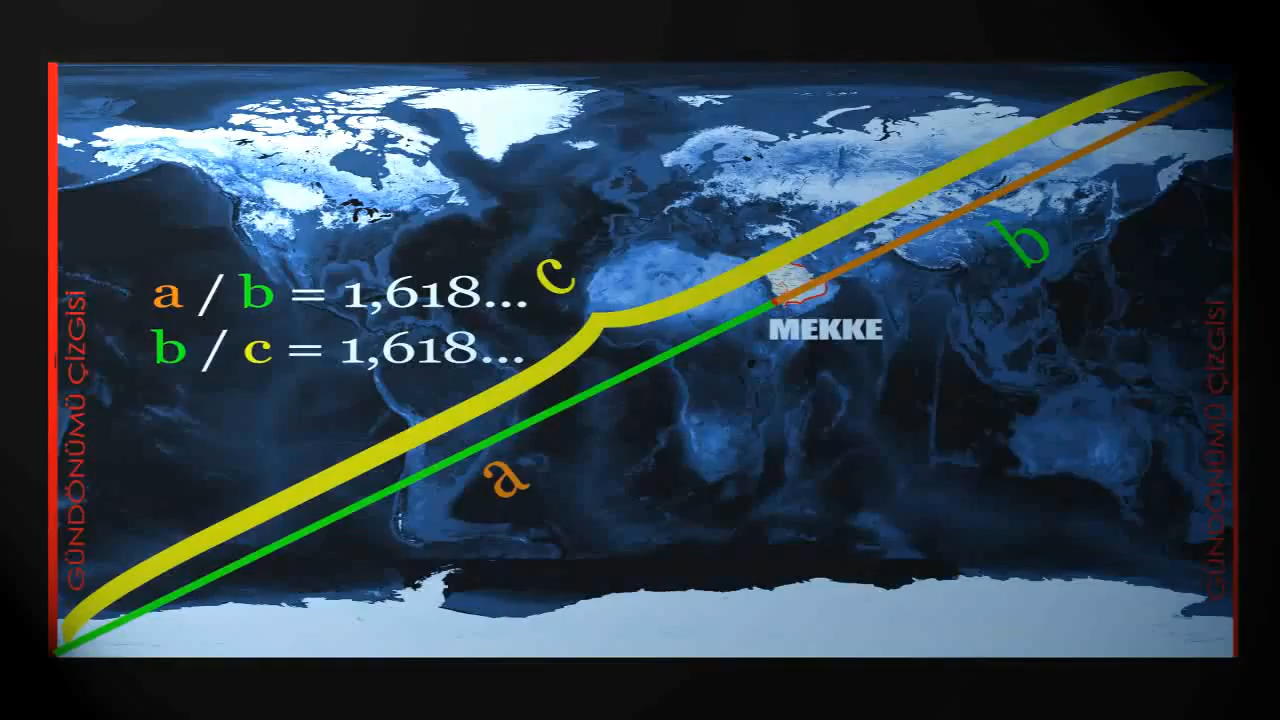 GÜNDÖNÜMÜ ÇİZGİSİ
a / b = 1,618...
b / c = 1,618...
c
a
b
MEKKE
GÜNDÖNÜMÜ ÇİZGİSİ